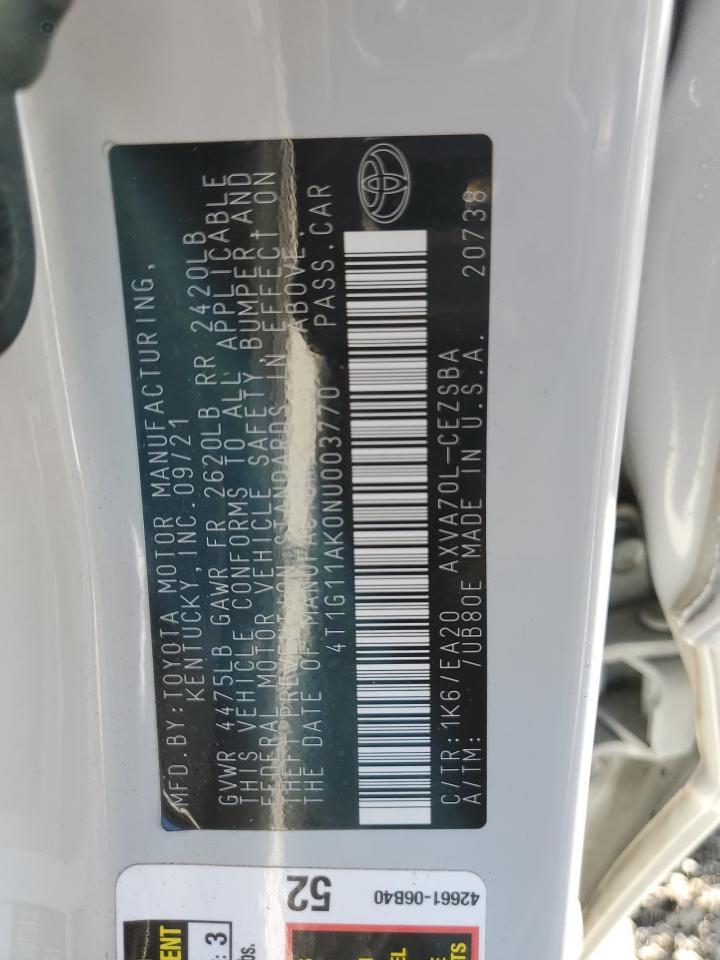 MFD.BY:TOYOTA MOTOR MANUFACTURING,
KENTUCKY,INC.09/21
GVWR 4475LB GAWR FR 2620LB RR 2420LB
THIS VEHICLE CONFORMS TO ALL APPLICABLE
FEDERAL MOTOR VEHICLE SAFETY,BUMPER,AND
THEFT PREVENTION STANDARDS IN EFFECT ON
THE DATE OF MANUFACTURE ABOVE.
4T1G11AK0NU003770 PASS.CAR
C/TR:1K6/EA20 AXVA70L-CEZSBA
A/TM: /UB80E MADE IN U.S.A. 20738
52
42661-06B40
: 3